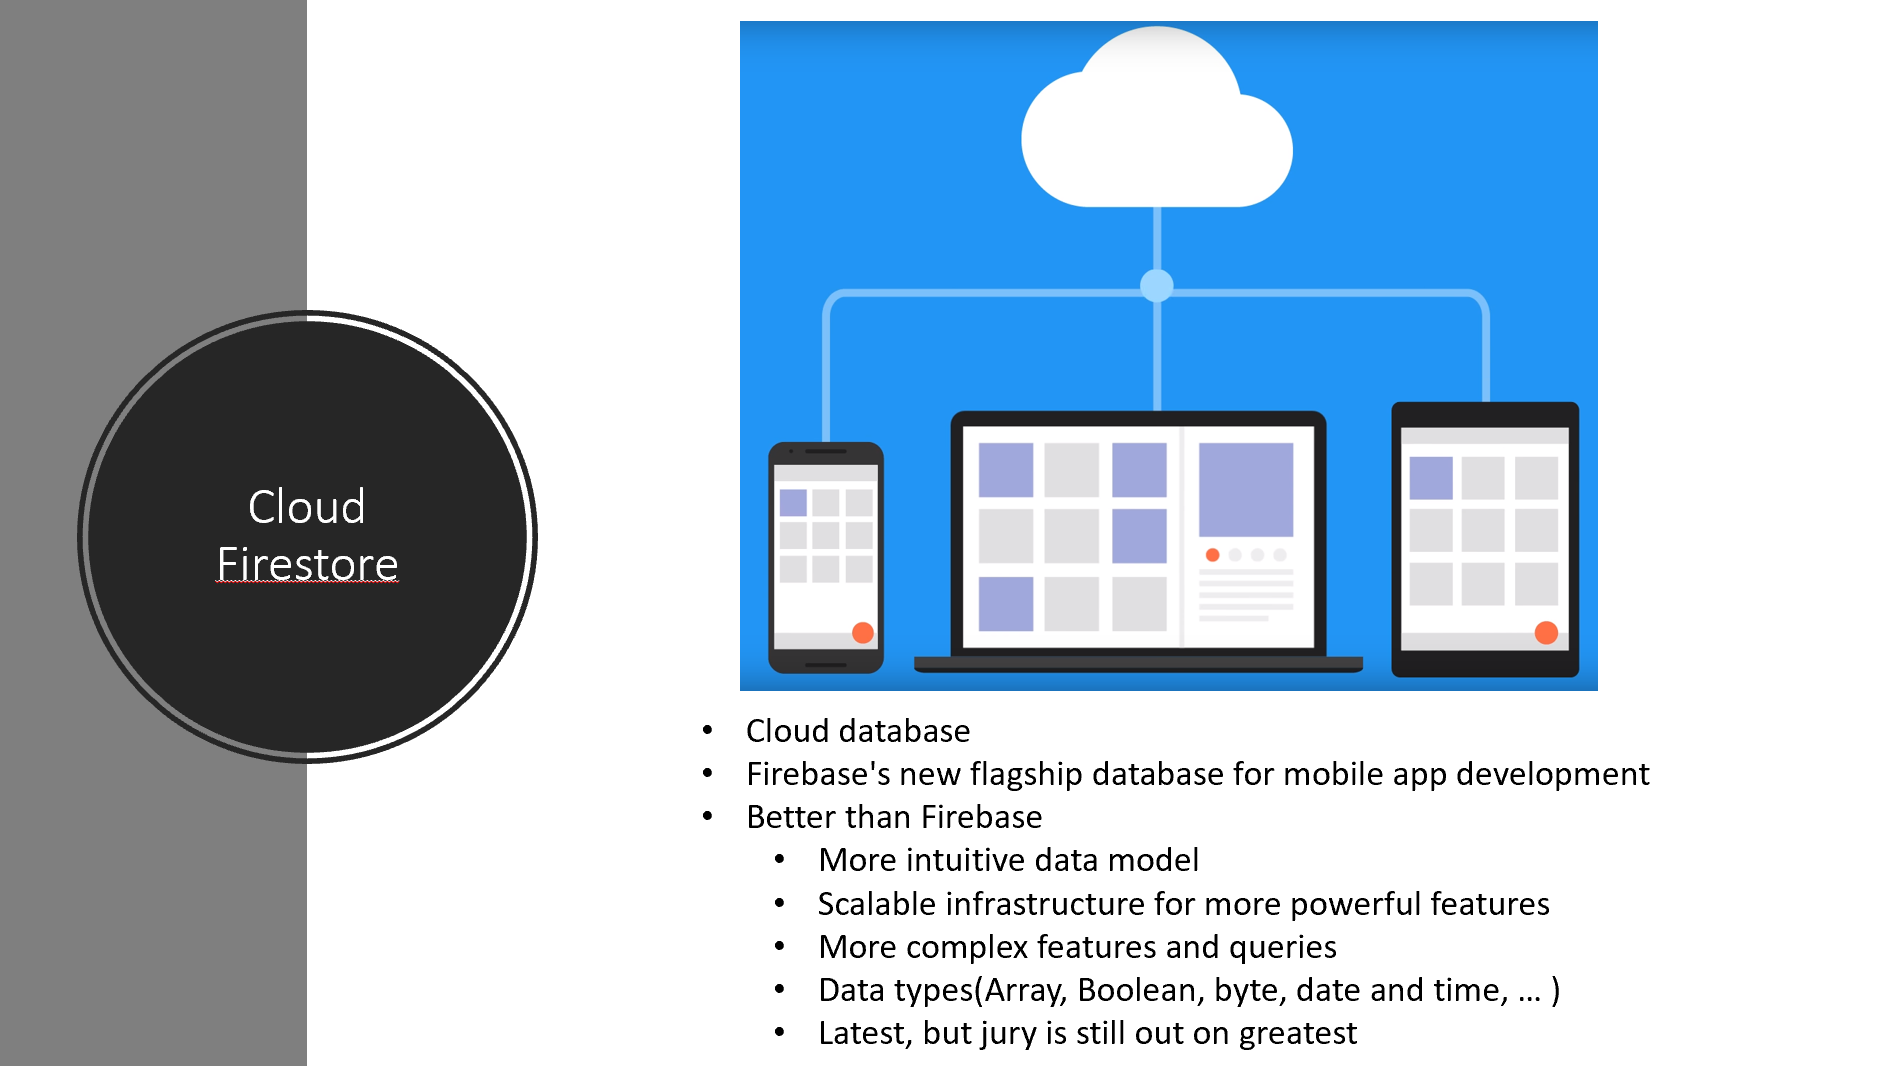 Cloud
Firestore
• Cloud database
• Firebase's new flagship database for mobile app development
• Better than Firebase
• More intuitive data model
• Scalable infrastructure for more powerful features
• More complex features and queries
• Data types(Array, Boolean, byte, date and time, ... )
• Latest, but jury is still out on greatest